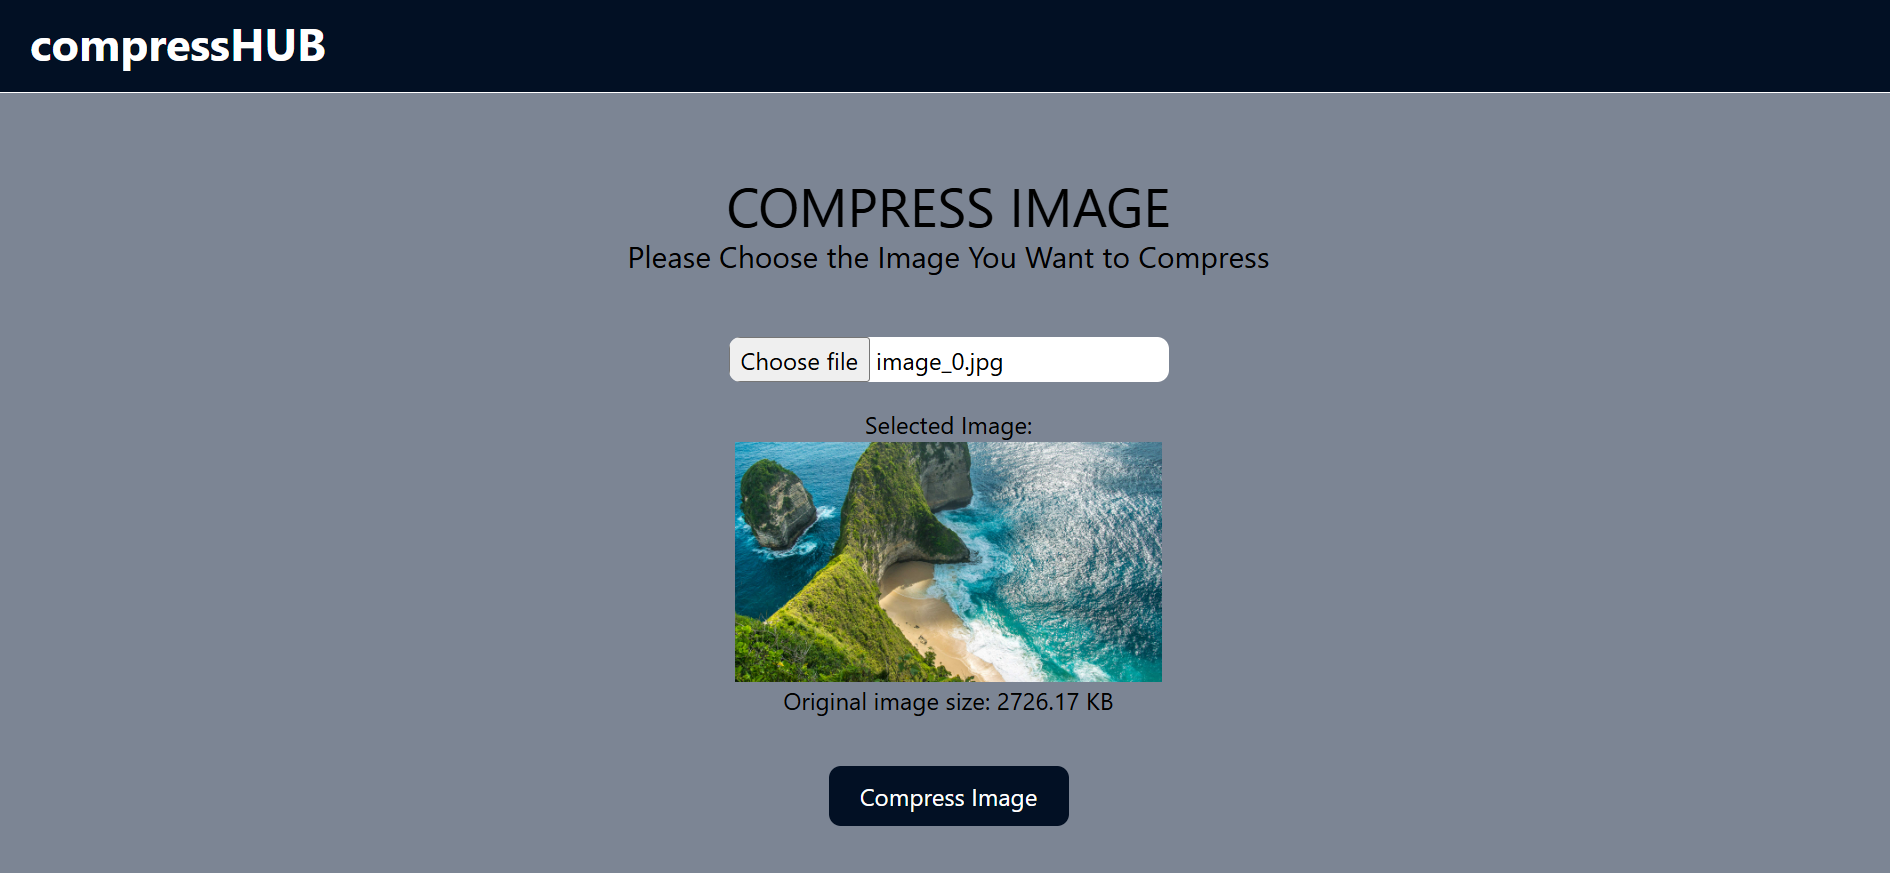 compressHUB
COMPRESS IMAGE
Please Choose the Image You Want to Compress
Choose file image_0.jpg
Selected Image:
Original image size: 2726.17 KB
Compress Image